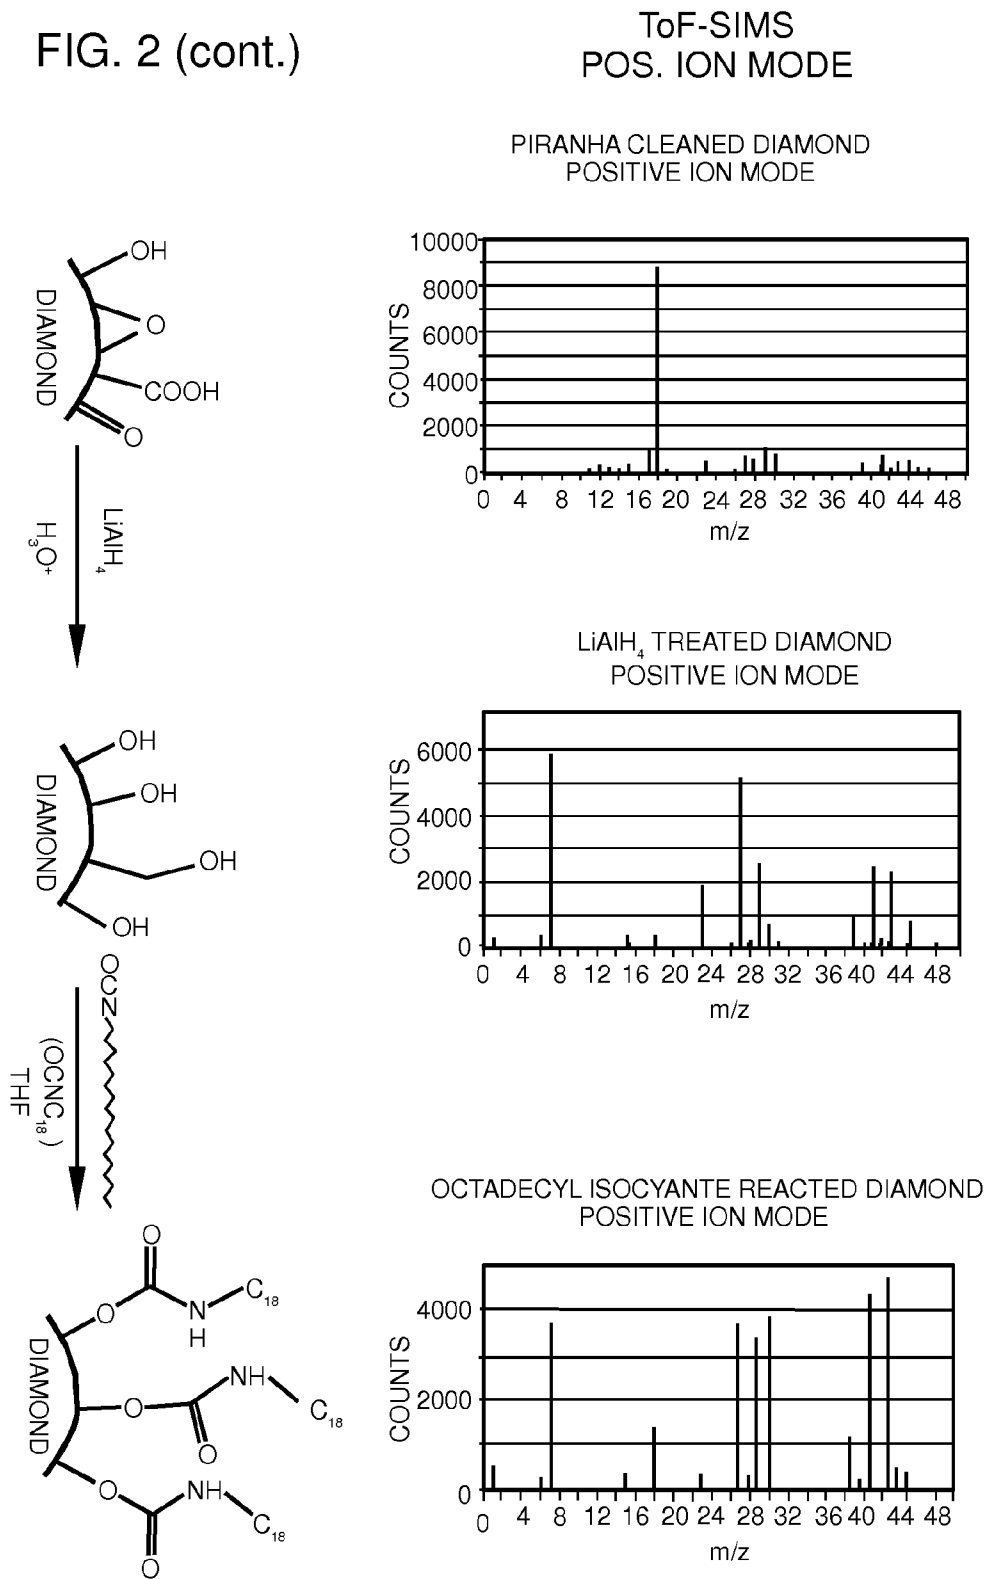 FIG. 2 (cont.)
ToF-SIMS
POS. ION MODE
PIRANHA CLEANED DIAMOND
POSITIVE ION MODE
OH
O
COOH
O
DIAMOND
10000
8000
6000
4000
2000
0
COUNTS
0 4 8 12 16 20 24 28 32 36 40 44 48
m/z
LiAlH4
H3O+
LiAlH4 TREATED DIAMOND
POSITIVE ION MODE
OH
OH
OH
OH
DIAMOND
6000
4000
2000
0
COUNTS
0 4 8 12 16 20 24 28 32 36 40 44 48
m/z
OCN
(OCNC18)
THF
OCTADECYL ISOCYANTE REACTED DIAMOND
POSITIVE ION MODE
O
O
N
H
C18
O
NH
C18
O
O
NH
C18
O
DIAMOND
4000
2000
0
COUNTS
0 4 8 12 16 20 24 28 32 36 40 44 48
m/z